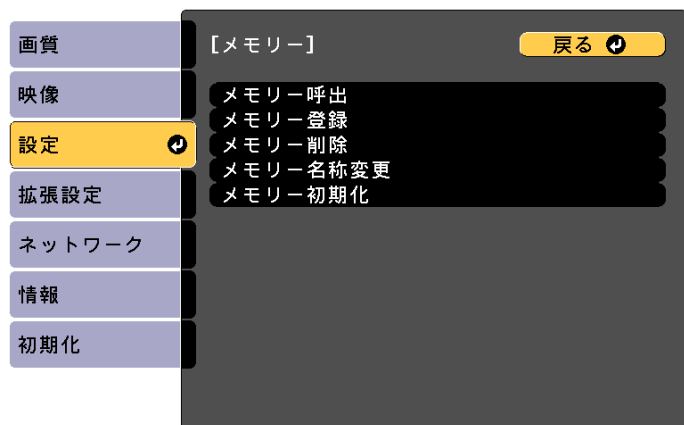 画質
映像
設定
拡張設定
ネットワーク
情報
初期化
[メモリー]
戻る
メモリー呼出
メモリー登録
メモリー削除
メモリー名称変更
メモリー初期化